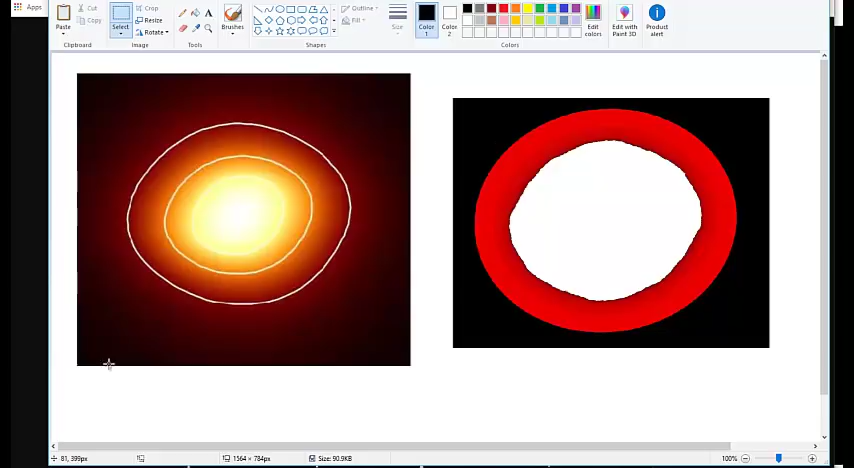 Apps
Paste
Cut
Copy
Clipboard
Select
Crop
Resize
Rotate
Image
Tools
Brushes
Outline
Fill
Shapes
Size
Color 1
Color 2
Colors
Edit colors
Edit with Paint 3D
Product alert
81, 399px
1564 × 784px
Size: 90.9KB
100%